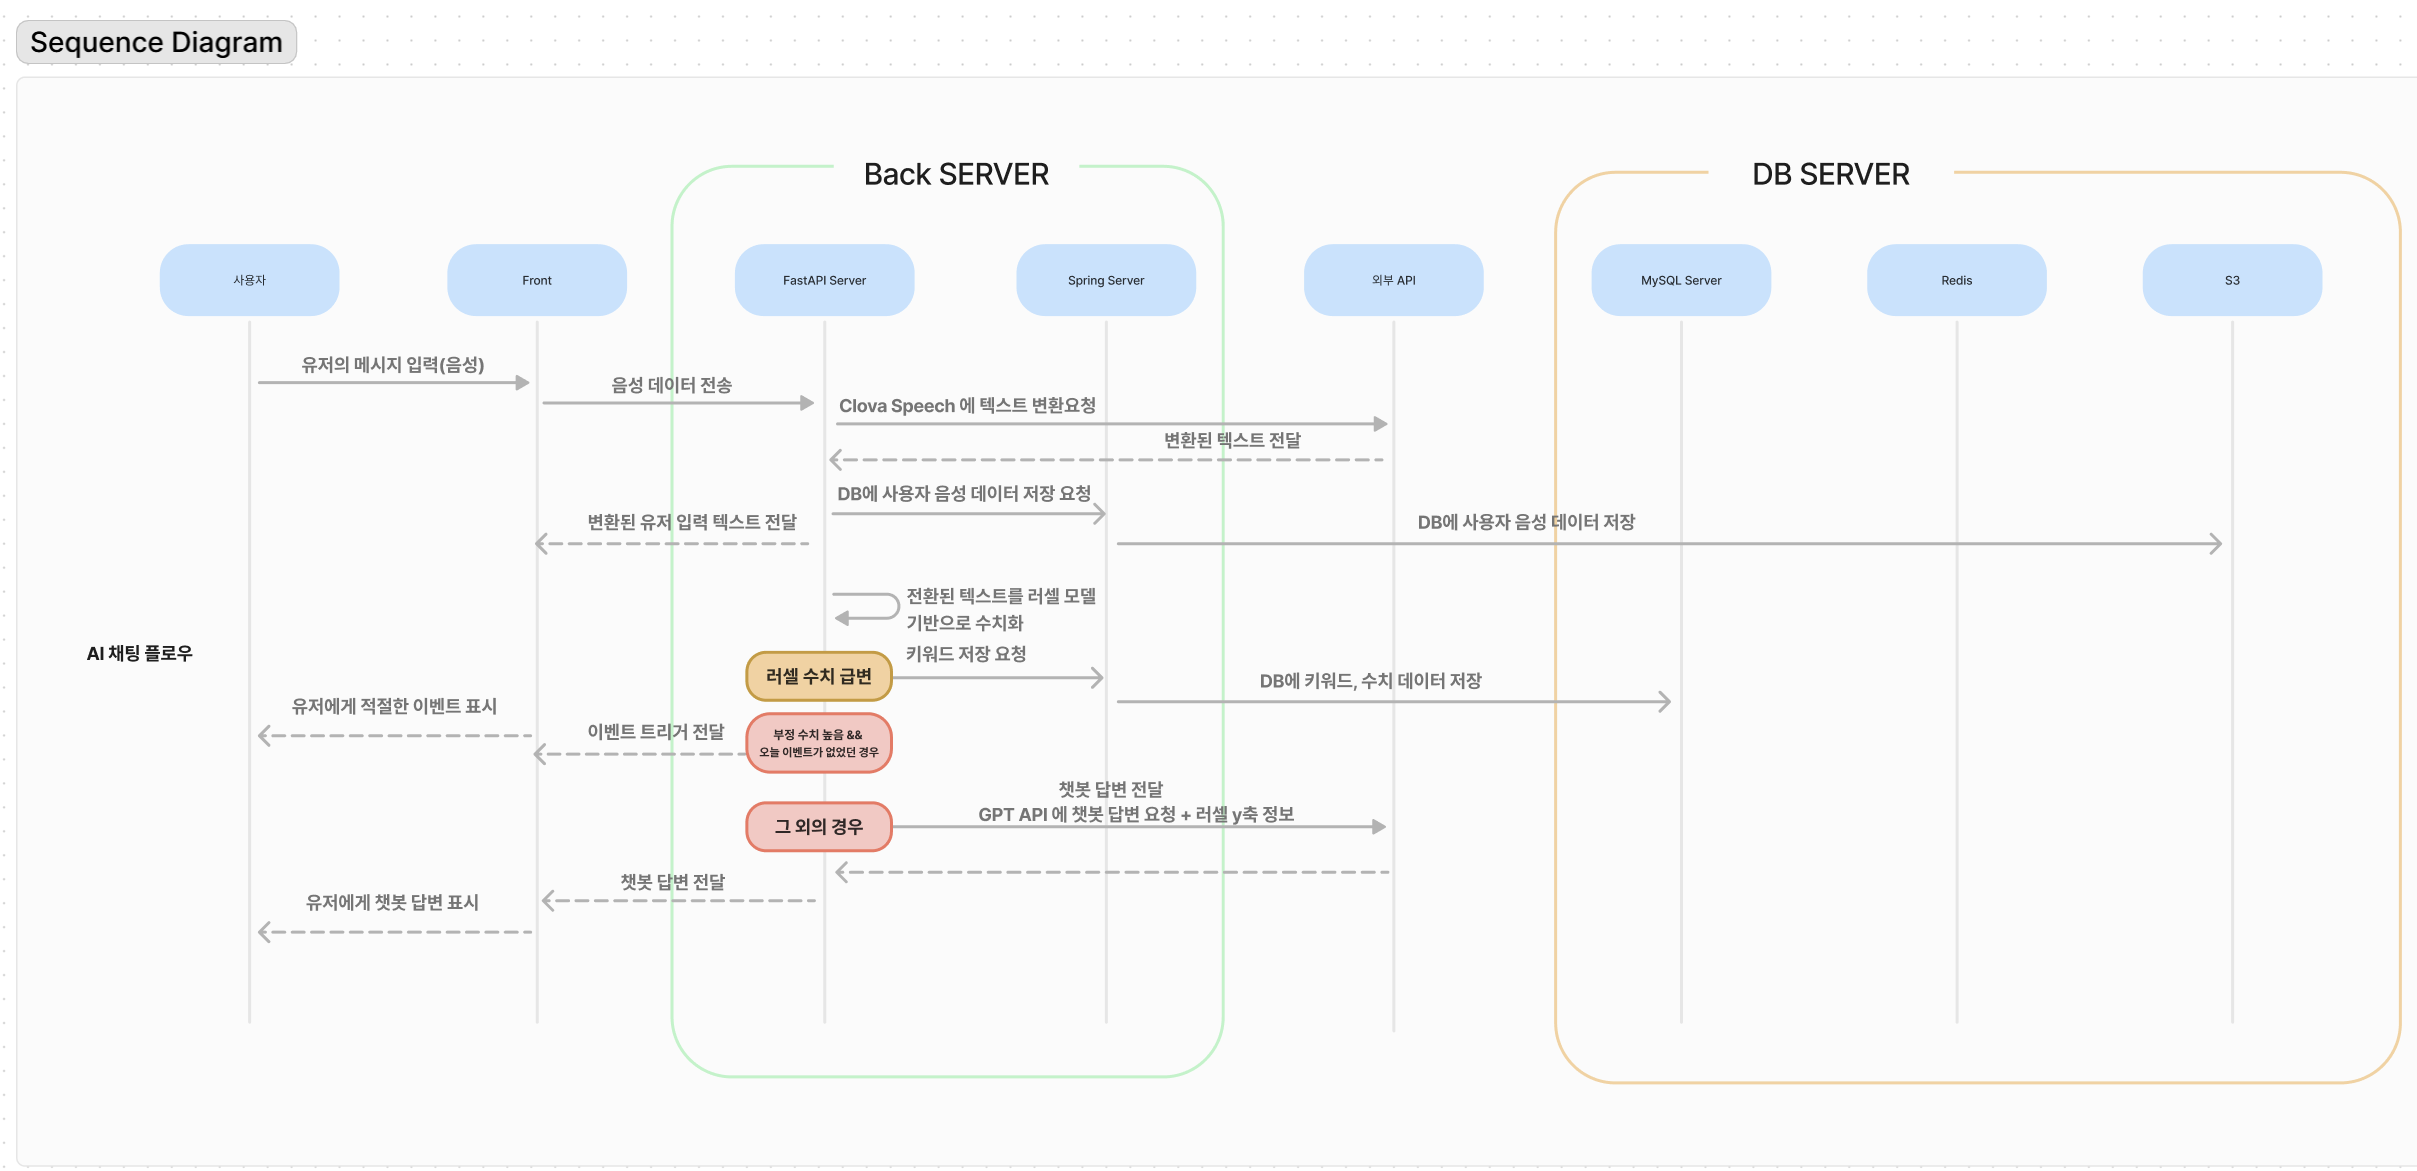 Sequence Diagram
Back SERVER
DB SERVER
사용자
Front
FastAPI Server
Spring Server
외부 API
MySQL Server
Redis
S3
유저의 메시지 입력(음성)
음성 데이터 전송
Clova Speech 에 텍스트 변환요청
변환된 텍스트 전달
DB에 사용자 음성 데이터 저장 요청
변환된 유저 입력 텍스트 전달
DB에 사용자 음성 데이터 저장
전환된 텍스트를 러셀 모델
기반으로 수치화
AI 채팅 플로우
키워드 저장 요청
러셀 수치 급변
DB에 키워드, 수치 데이터 저장
유저에게 적절한 이벤트 표시
이벤트 트리거 전달
부정 수치 높음 &&
오늘 이벤트가 없었던 경우
챗봇 답변 전달
GPT API 에 챗봇 답변 요청 + 러셀 y축 정보
그 외의 경우
챗봇 답변 전달
유저에게 챗봇 답변 표시